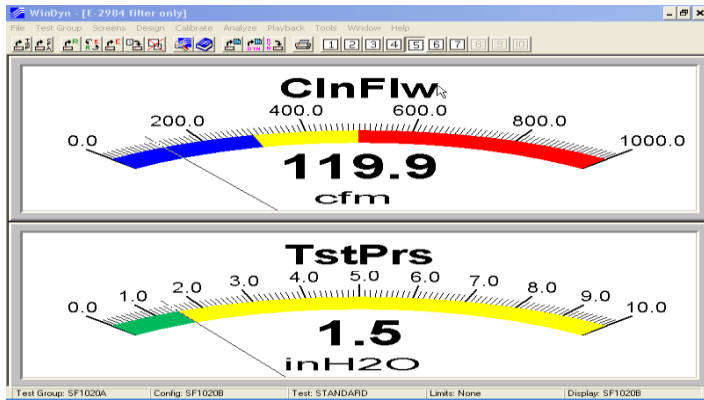 WinDyn - [E-2984 filter only]
File Test Group Screens Design Calibrate Analyze Playback Tools Window Help
1 2 3 4 5 6 7 8 9 10
ClnFlw
0.0 200.0 400.0 600.0 800.0 1000.0
119.9
cfm
TstPrs
0.0 1.0 2.0 3.0 4.0 5.0 6.0 7.0 8.0 9.0 10.0
1.5
inH2O
Test Group: SF1020A Config: SF1020B Test: STANDARD Limits: None Display: SF1020B